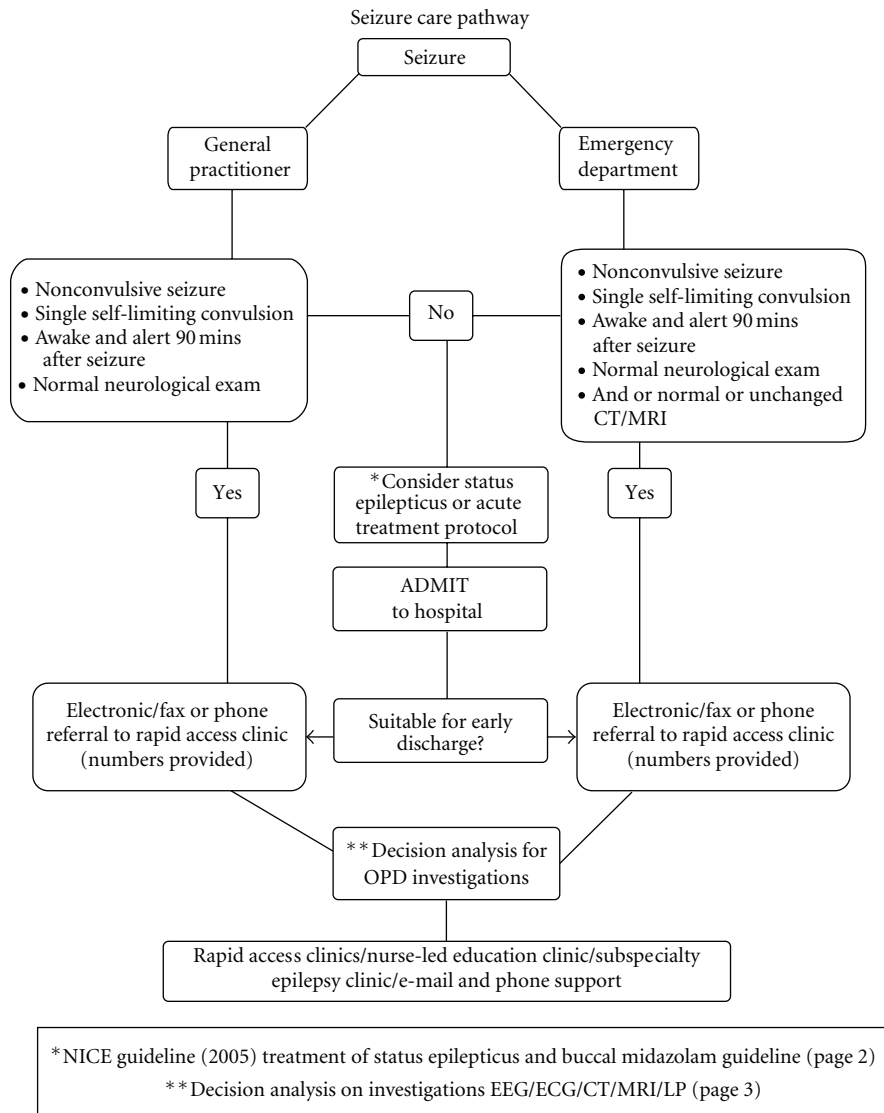 Seizure care pathway
Seizure
General
practitioner
Emergency
department
• Nonconvulsive seizure
• Single self-limiting convulsion
• Awake and alert 90 mins
after seizure
• Normal neurological exam
No
• Nonconvulsive seizure
• Single self-limiting convulsion
• Awake and alert 90 mins
after seizure
• Normal neurological exam
• And or normal or unchanged
CT/MRI
Yes
*Consider status
epilepticus or acute
treatment protocol
Yes
ADMIT
to hospital
Electronic/fax or phone
referral to rapid access clinic
(numbers provided)
Suitable for early
discharge?
Electronic/fax or phone
referral to rapid access clinic
(numbers provided)
**Decision analysis for
OPD investigations
Rapid access clinics/nurse-led education clinic/subspecialty
epilepsy clinic/e-mail and phone support
*NICE guideline (2005) treatment of status epilepticus and buccal midazolam guideline (page 2)
**Decision analysis on investigations EEG/ECG/CT/MRI/LP (page 3)